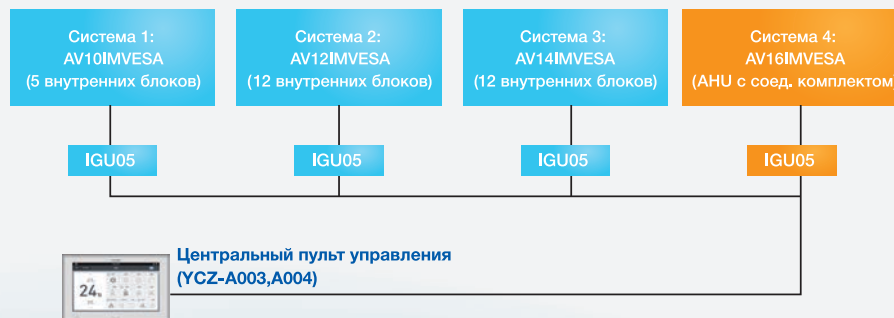 Система 1:
AV10IMVESA
(5 внутренних блоков)
Система 2:
AV12IMVESA
(12 внутренних блоков)
Система 3:
AV14IMVESA
(12 внутренних блоков)
Система 4:
AV16IMVESA
(AHU с соед. комплектом
IGU05
IGU05
IGU05
IGU05
Центральный пульт управления
(YCZ-A003,A004)
24